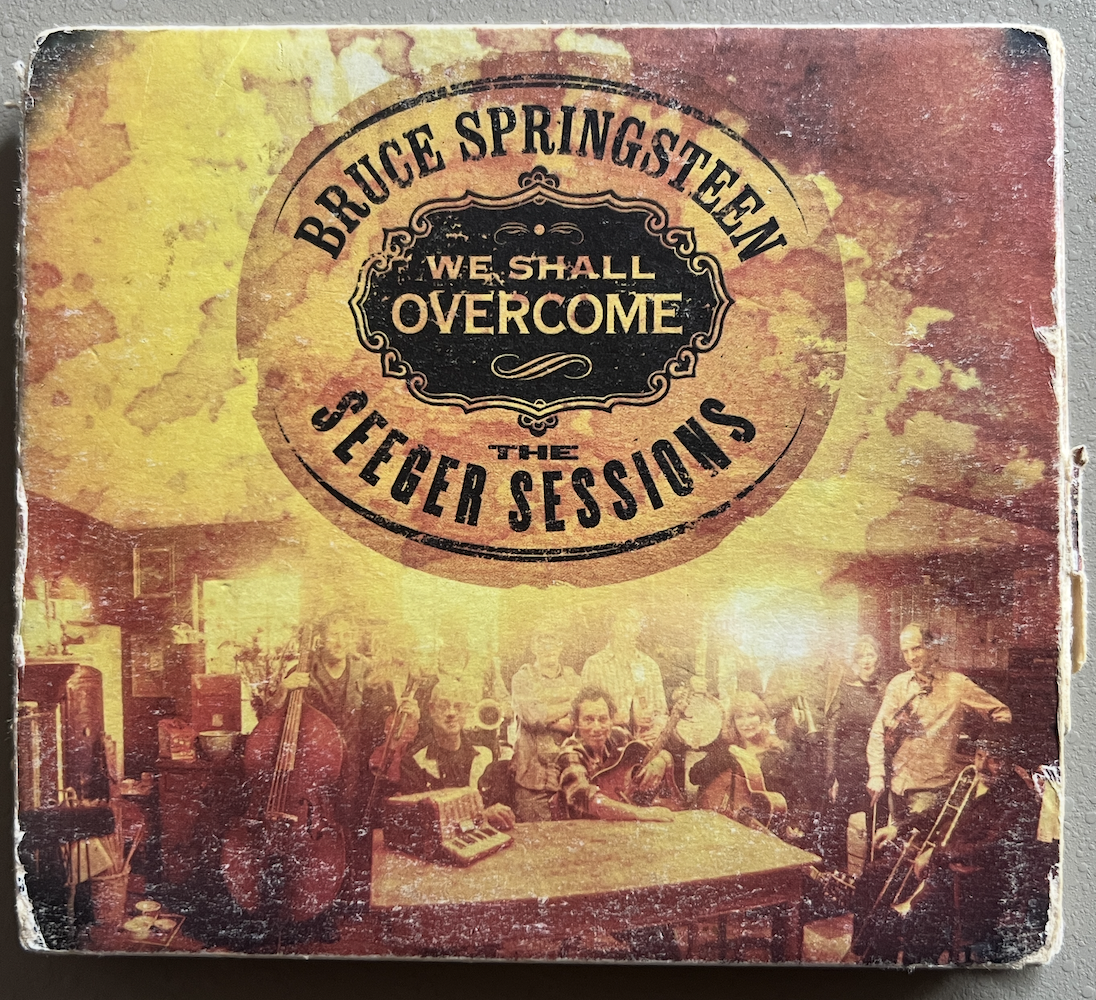 BRUCE SPRINGSTEEN
WE SHALL
OVERCOME
THE
SEEGER SESSIONS